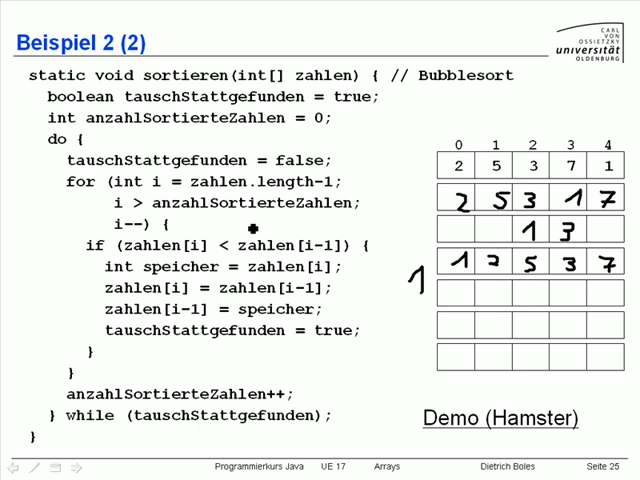 Beispiel 2 (2)
CARL
VON
OSSIETZKY
universität
OLDENBURG
static void sortieren(int[] zahlen) { // Bubblesort
boolean tauschStattgefunden = true;
int anzahlSortierteZahlen = 0;
do {
tauschStattgefunden = false;
for (int i = zahlen.length-1;
i > anzahlSortierteZahlen;
i--) {
if (zahlen[i] < zahlen[i-1]) {
int speicher = zahlen[i];
zahlen[i] = zahlen[i-1];
zahlen[i-1] = speicher;
tauschStattgefunden = true;
}
}
anzahlSortierteZahlen++;
} while (tauschStattgefunden);
}
0 1 2 3 4
2 5 3 7 1
2 5 3 1 7
1 3
1 2 5 3 7
1
Demo (Hamster)
Programmierkurs Java UE 17 Arrays Dietrich Boles Seite 25